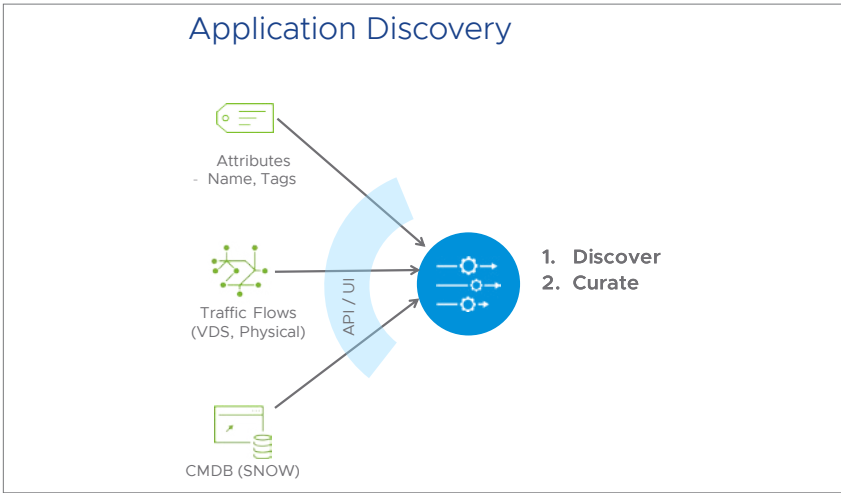 Application Discovery
Attributes
- Name, Tags
Traffic Flows
(VDS, Physical)
CMDB (SNOW)
API / UI
1. Discover
2. Curate